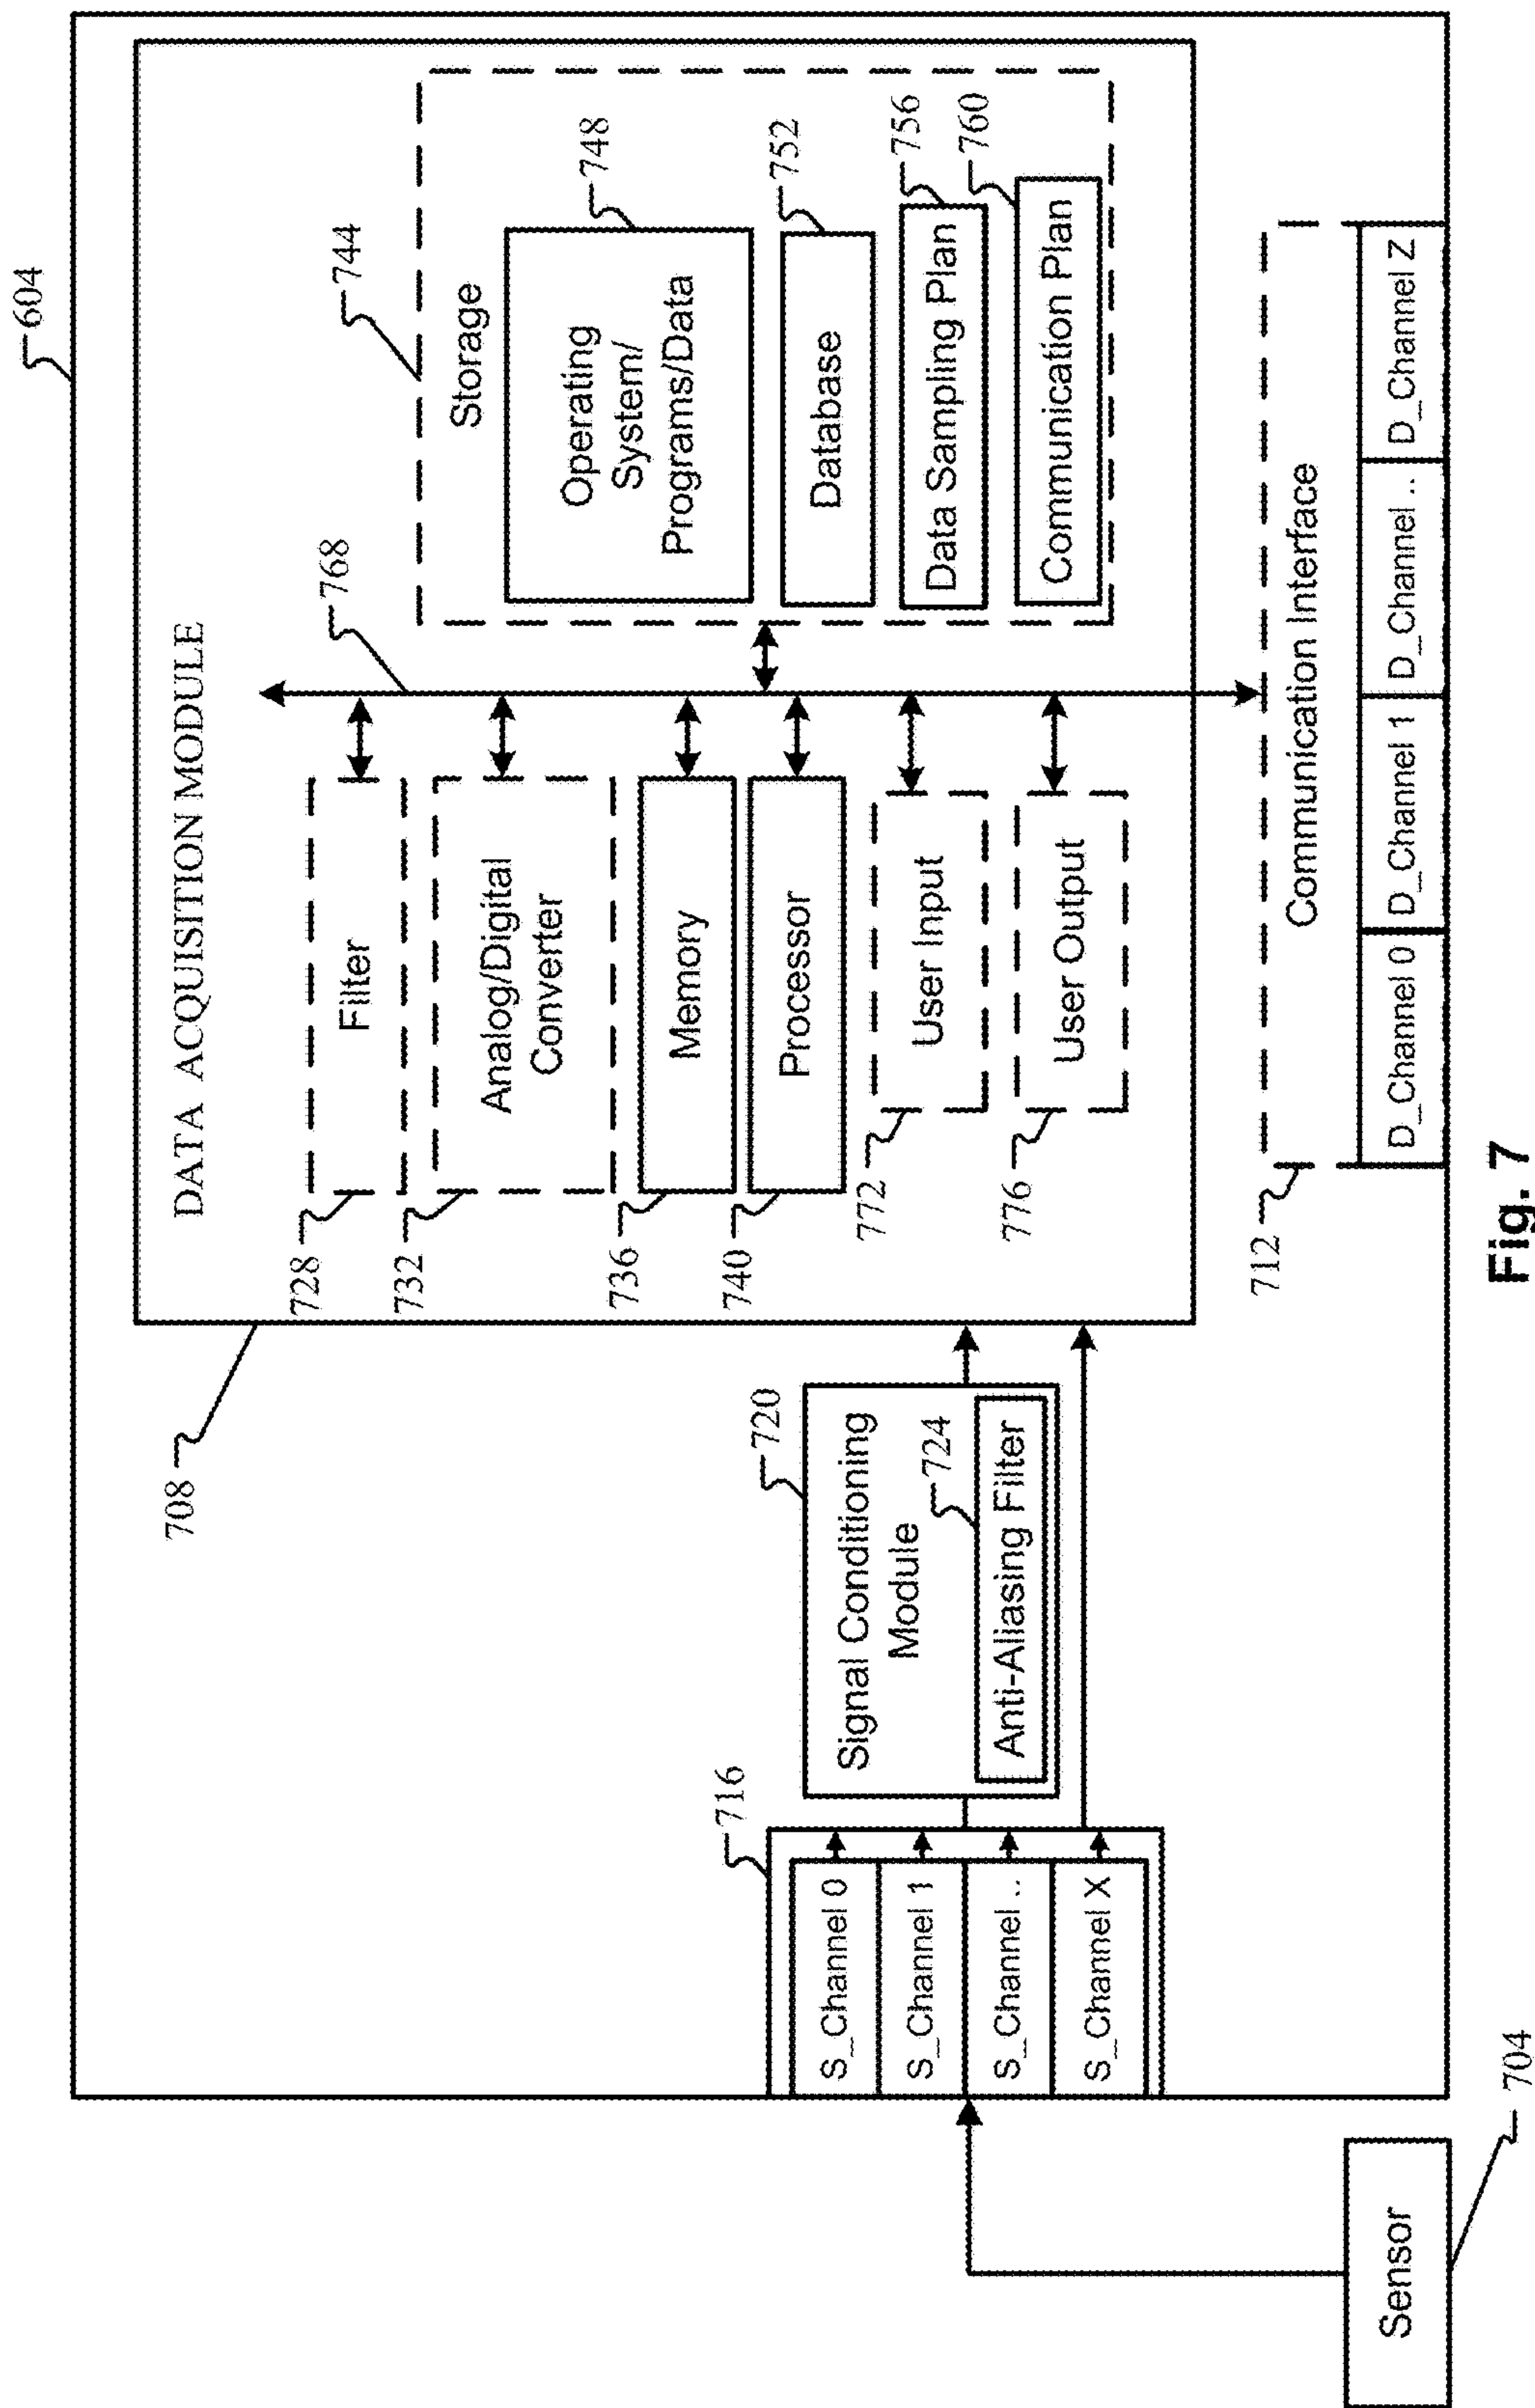 604
DATA ACQUISITION MODULE
708
728
Filter
732
Analog/Digital
Converter
736
Memory
740
Processor
772
User Input
776
User Output
768
744
Storage
748
Operating
System/
Programs/Data
752
Database
756
Data Sampling Plan
760
Communication Plan
716
S_Channel 0
S_Channel 1
S_Channel ..
S_Channel X
720
Signal Conditioning
Module
724
Anti-Aliasing Filter
712
Communication Interface
D_Channel 0
D_Channel 1
D_Channel ..
D_Channel Z
Sensor
704
Fig. 7